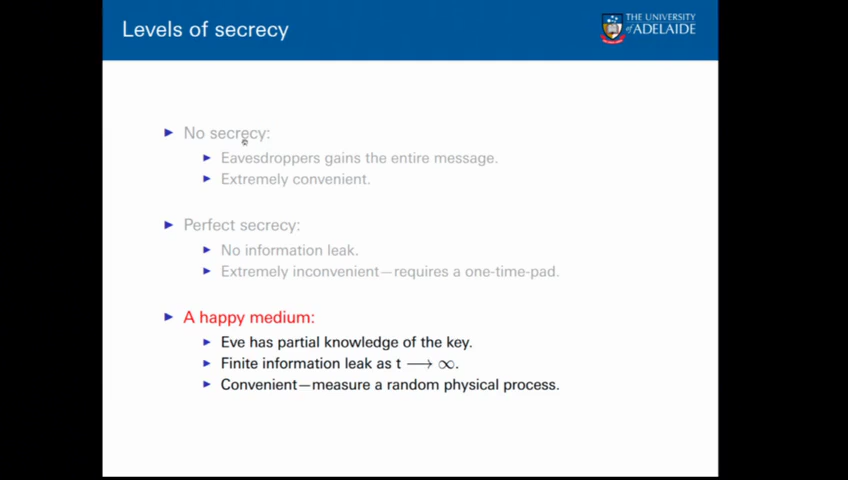 Levels of secrecy
THE UNIVERSITY
of ADELAIDE
No secrecy:
Eavesdroppers gains the entire message.
Extremely convenient.
Perfect secrecy:
No information leak.
Extremely inconvenient—requires a one-time-pad.
A happy medium:
Eve has partial knowledge of the key.
Finite information leak as t ⟶ ∞.
Convenient—measure a random physical process.